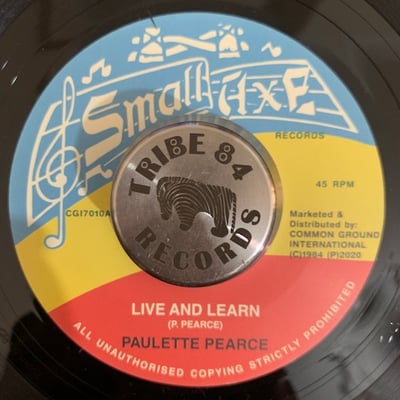 Small Axe
RECORDS
TRIBE 84
RECORDS
CGI7010A
45 RPM
Marketed &
Distributed by:
COMMON GROUND
INTERNATIONAL
(C)1984 (P)2020
LIVE AND LEARN
(P. PEARCE)
PAULETTE PEARCE
ALL UNAUTHORISED COPYING STRICTLY PROHIBITED